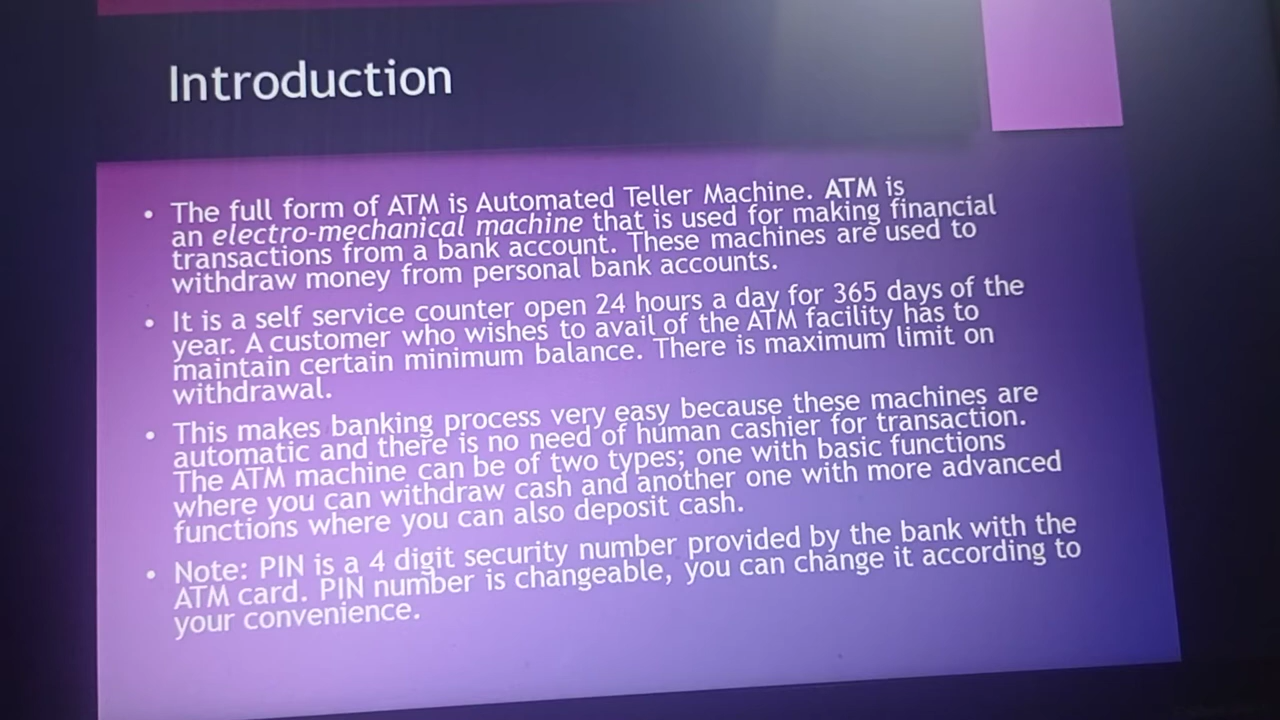 Introduction
• The full form of ATM is Automated Teller Machine. ATM is
an electro-mechanical machine that is used for making financial
transactions from a bank account. These machines are used to
withdraw money from personal bank accounts.
• It is a self service counter open 24 hours a day for 365 days of the
year. A customer who wishes to avail of the ATM facility has to
maintain certain minimum balance. There is maximum limit on
withdrawal.
• This makes banking process very easy because these machines are
automatic and there is no need of human cashier for transaction.
The ATM machine can be of two types; one with basic functions
where you can withdraw cash and another one with more advanced
functions where you can also deposit cash.
• Note: PIN is a 4 digit security number provided by the bank with the
ATM card. PIN number is changeable, you can change it according to
your convenience.